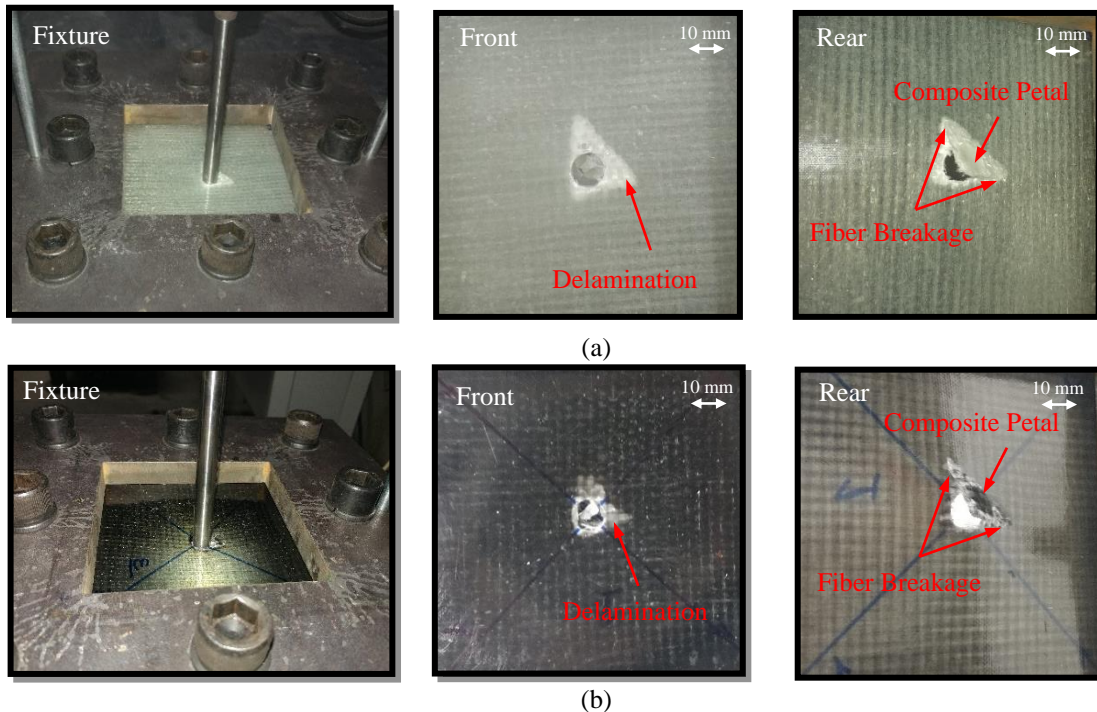 Fixture
Front
10 mm
Delamination
Rear
10 mm
Composite Petal
Fiber Breakage
(a)
Fixture
Front
10 mm
Delamination
Rear
10 mm
Composite Petal
Fiber Breakage
(b)